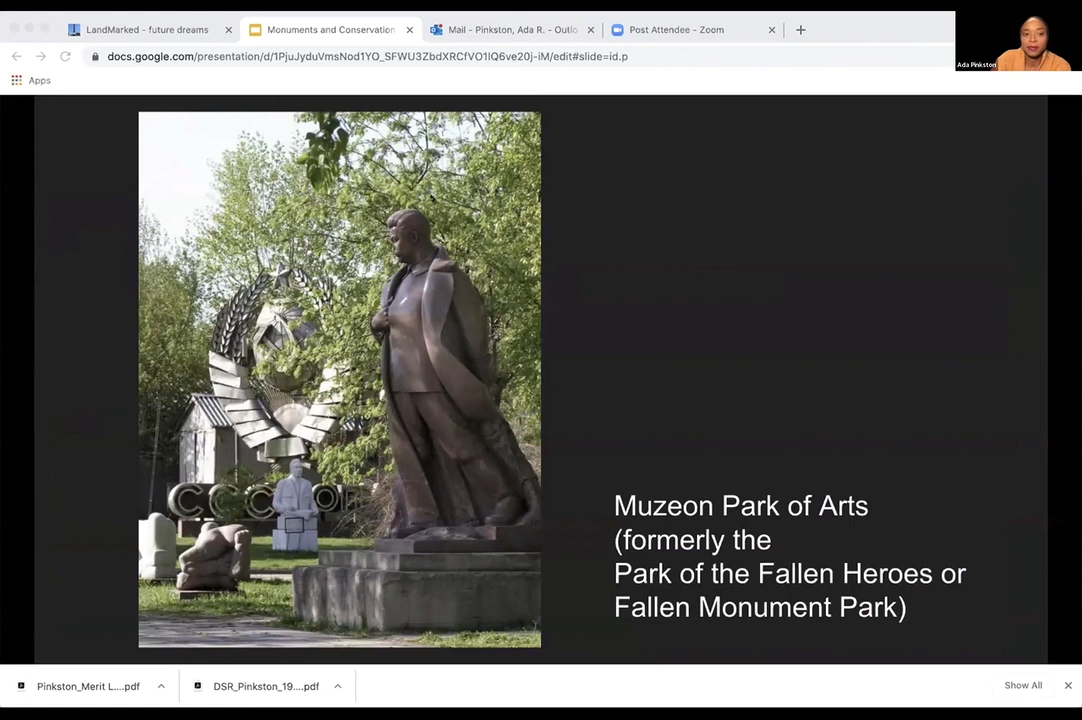 LandMarked - future dreams
Monuments and Conservation
Mail - Pinkston, Ada R. - Outlo
Post Attendee - Zoom
docs.google.com/presentation/d/1PjuJyduVmsNod1YO_SFWU3ZbdXRCfVO1lQ6ve20j-iM/edit#slide=id.p
Apps
Ada Pinkston
СССР
Muzeon Park of Arts
(formerly the
Park of the Fallen Heroes or
Fallen Monument Park)
Pinkston_Merit L....pdf
DSR_Pinkston_19....pdf
Show All